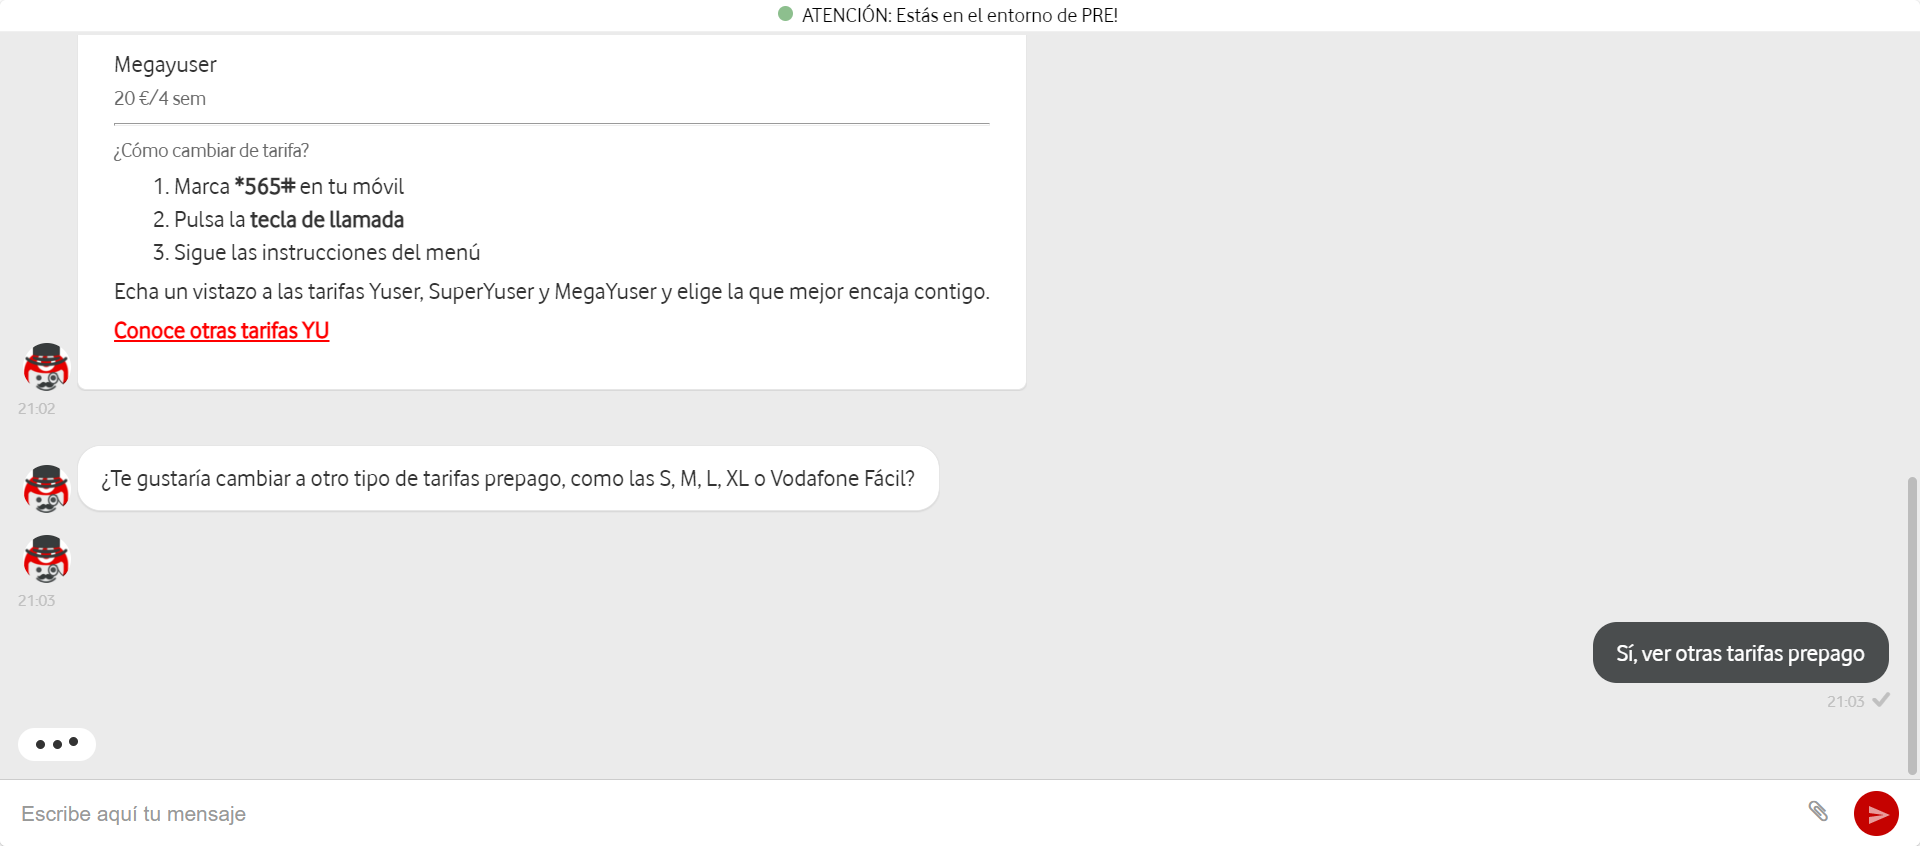 ATENCIÓN: Estás en el entorno de PRE!
Megayuser
20 €/4 sem
¿Cómo cambiar de tarifa?
1. Marca *565# en tu móvil
2. Pulsa la tecla de llamada
3. Sigue las instrucciones del menú
Echa un vistazo a las tarifas Yuser, SuperYuser y MegaYuser y elige la que mejor encaja contigo.
Conoce otras tarifas YU
21:02
¿Te gustaría cambiar a otro tipo de tarifas prepago, como las S, M, L, XL o Vodafone Fácil?
21:03
Sí, ver otras tarifas prepago
21:03
Escribe aquí tu mensaje